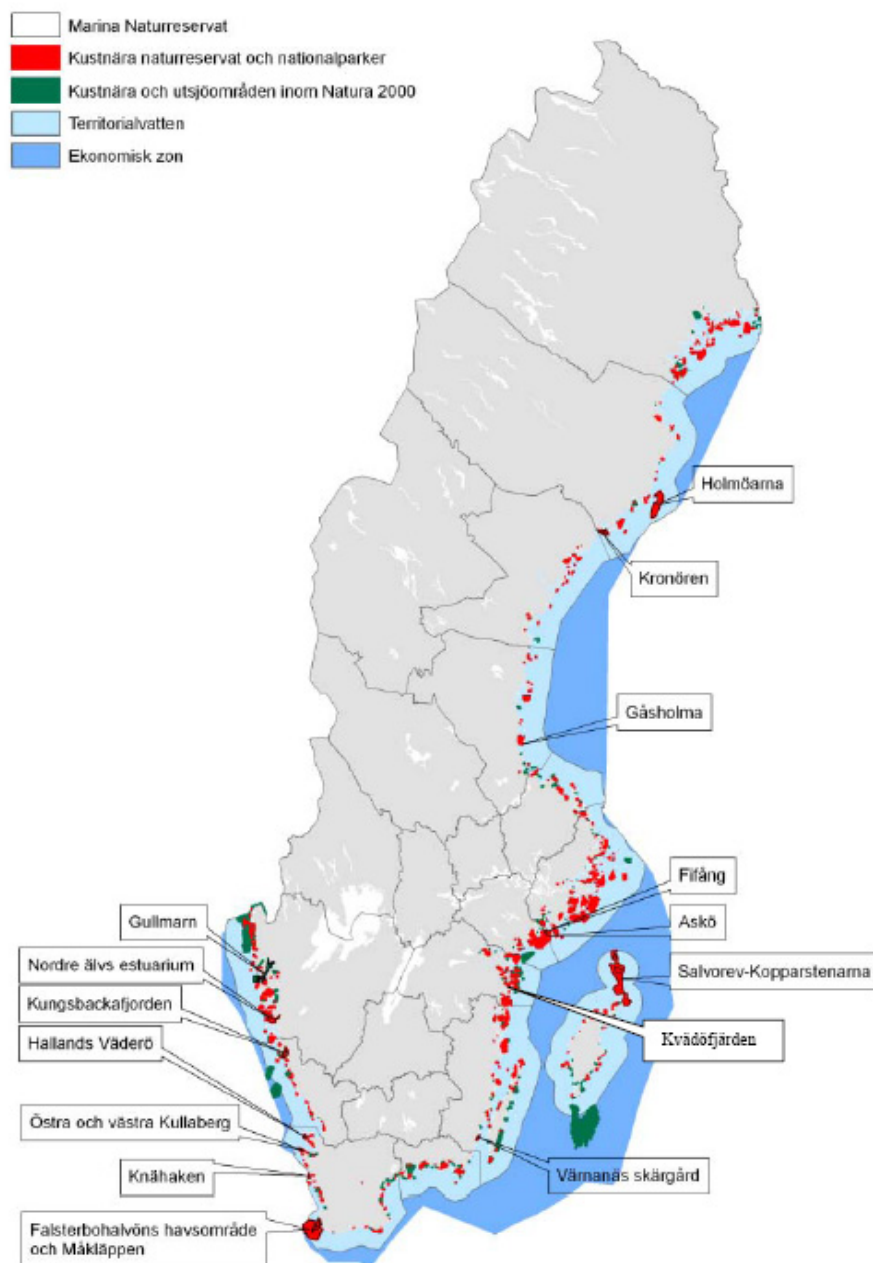 Marina Naturreservat
Kustnära naturreservat och nationalparker
Kustnära och utsjöområden inom Natura 2000
Territorialvatten
Ekonomisk zon
Holmöarna
Kronören
Gåsholma
Fifång
Askö
Salvorev-Kopparstenarna
Kvädöfjärden
Värnanäs skärgård
Gullmarn
Nordre älvs estuarium
Kungsbackafjorden
Hallands Väderö
Östra och västra Kullaberg
Knähaken
Falsterbohalvöns havsområde
och Måkläppen